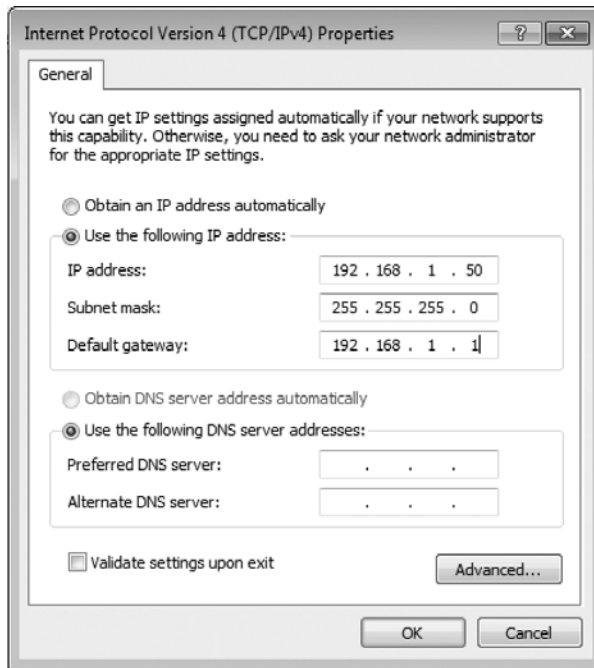 Internet Protocol Version 4 (TCP/IPv4) Properties
General
You can get IP settings assigned automatically if your network supports
this capability. Otherwise, you need to ask your network administrator
for the appropriate IP settings.
Obtain an IP address automatically
Use the following IP address:
IP address: 192 . 168 . 1 . 50
Subnet mask: 255 . 255 . 255 . 0
Default gateway: 192 . 168 . 1 . 1
Obtain DNS server address automatically
Use the following DNS server addresses:
Preferred DNS server: . . .
Alternate DNS server: . . .
Validate settings upon exit
Advanced...
OK Cancel